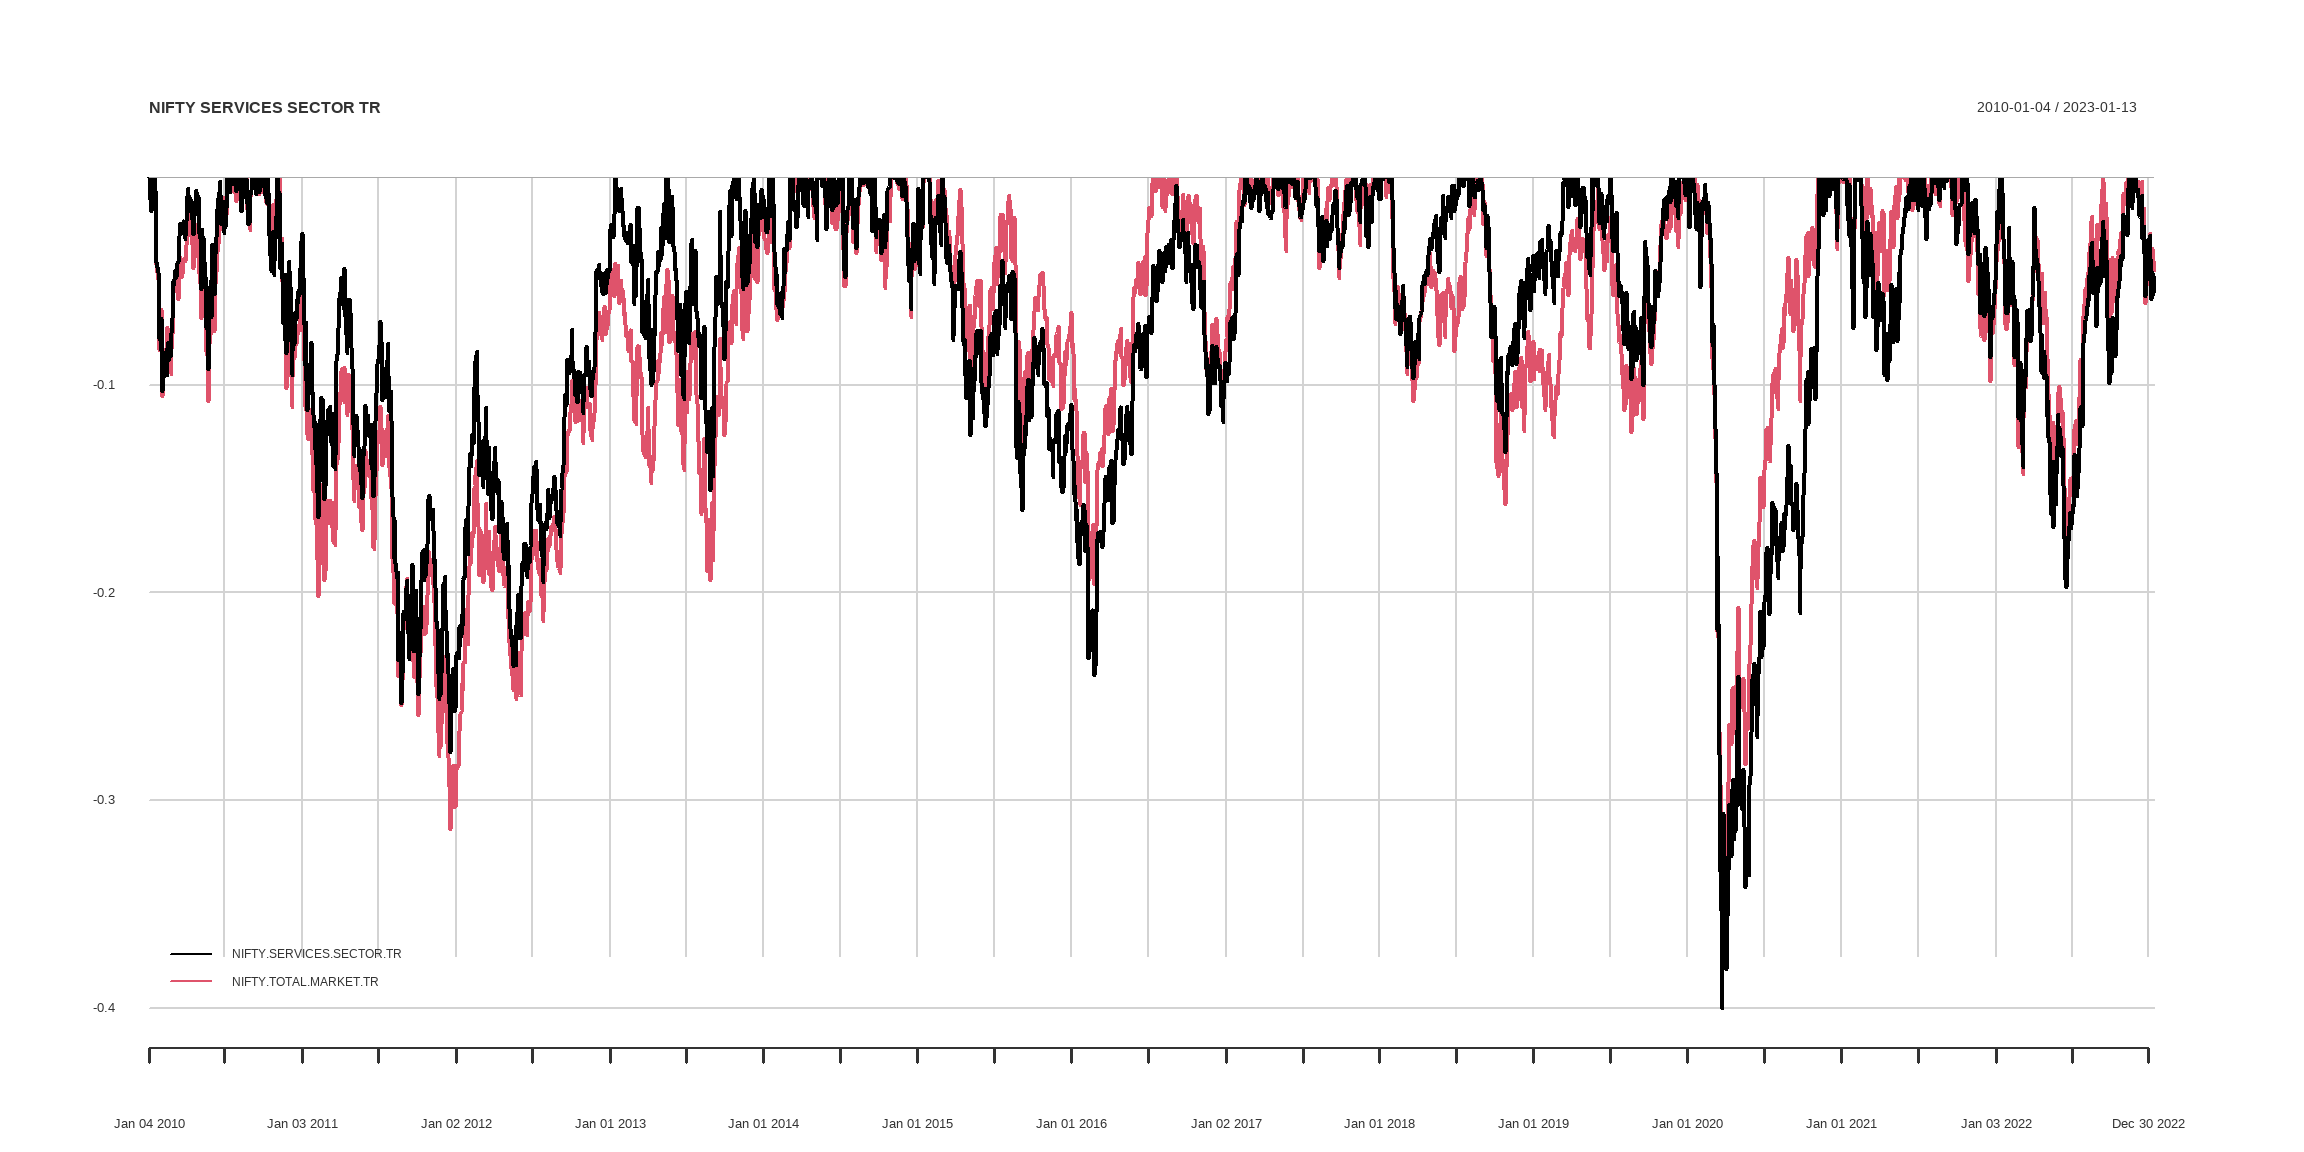 NIFTY SERVICES SECTOR TR
2010-01-04 / 2023-01-13
-0.1
-0.2
-0.3
-0.4
NIFTY.SERVICES.SECTOR.TR
NIFTY.TOTAL.MARKET.TR
Jan 04 2010 Jan 03 2011 Jan 02 2012 Jan 01 2013 Jan 01 2014 Jan 01 2015 Jan 01 2016 Jan 02 2017 Jan 01 2018 Jan 01 2019 Jan 01 2020 Jan 01 2021 Jan 03 2022 Dec 30 2022